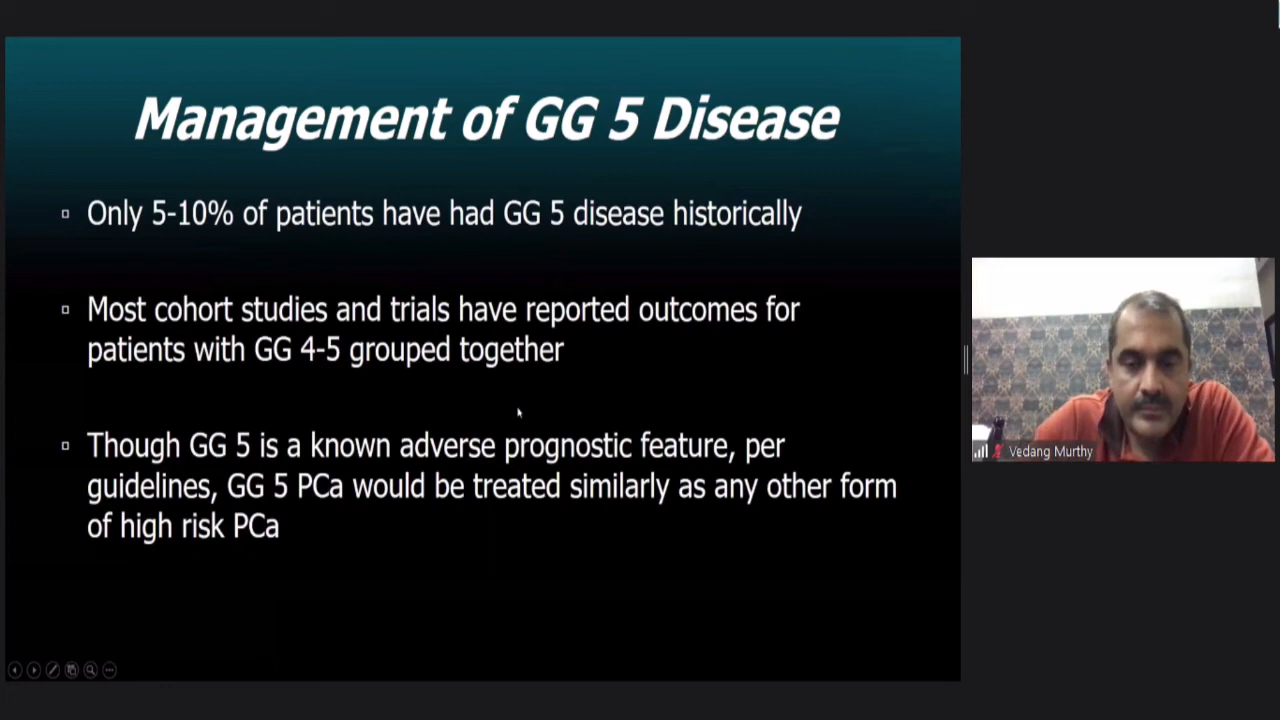 Management of GG 5 Disease
Only 5-10% of patients have had GG 5 disease historically
Most cohort studies and trials have reported outcomes for
patients with GG 4-5 grouped together
Though GG 5 is a known adverse prognostic feature, per
guidelines, GG 5 PCa would be treated similarly as any other form
of high risk PCa
Vedang Murthy